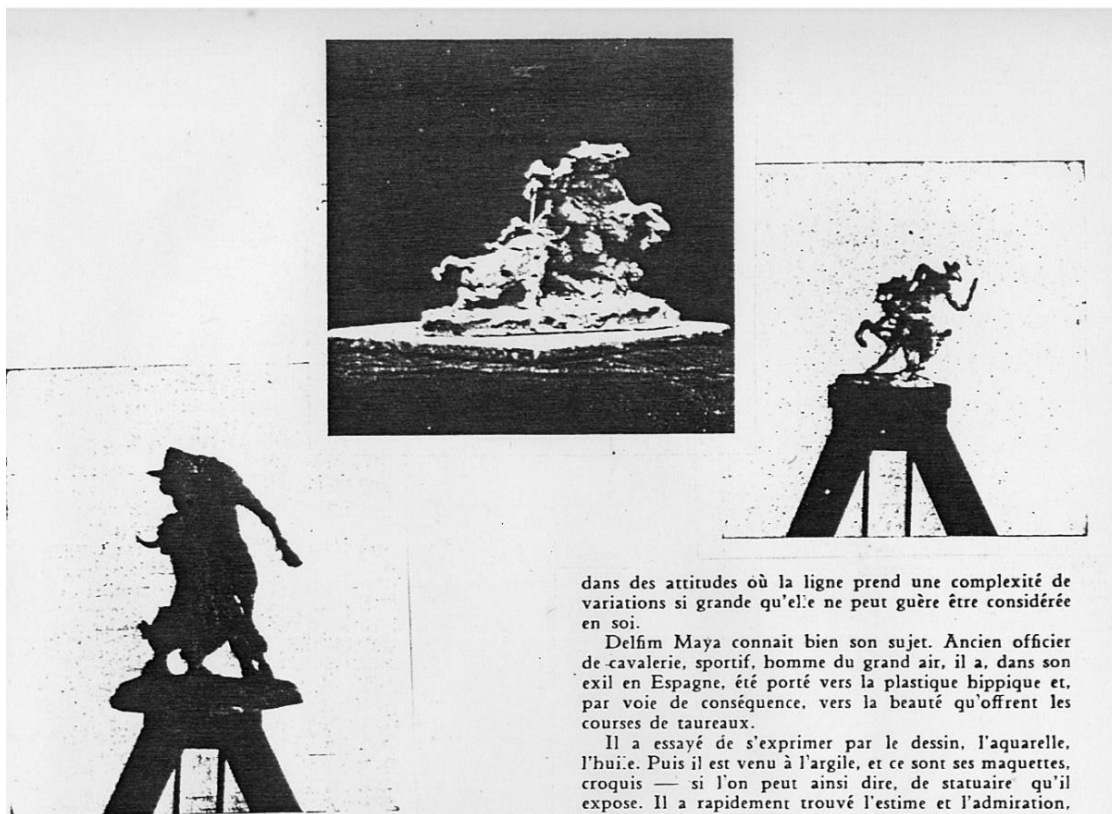 dans des attitudes où la ligne prend une complexité de
variations si grande qu'elle ne peut guère être considérée
en soi.
Delfim Maya connait bien son sujet. Ancien officier
de cavalerie, sportif, homme du grand air, il a, dans son
exil en Espagne, été porté vers la plastique hippique et,
par voie de conséquence, vers la beauté qu'offrent les
courses de taureaux.
Il a essayé de s'exprimer par le dessin, l'aquarelle,
l'huile. Puis il est venu à l'argile, et ce sont ses maquettes,
croquis — si l'on peut ainsi dire, de statuaire qu'il
expose. Il a rapidement trouvé l'estime et l'admiration,